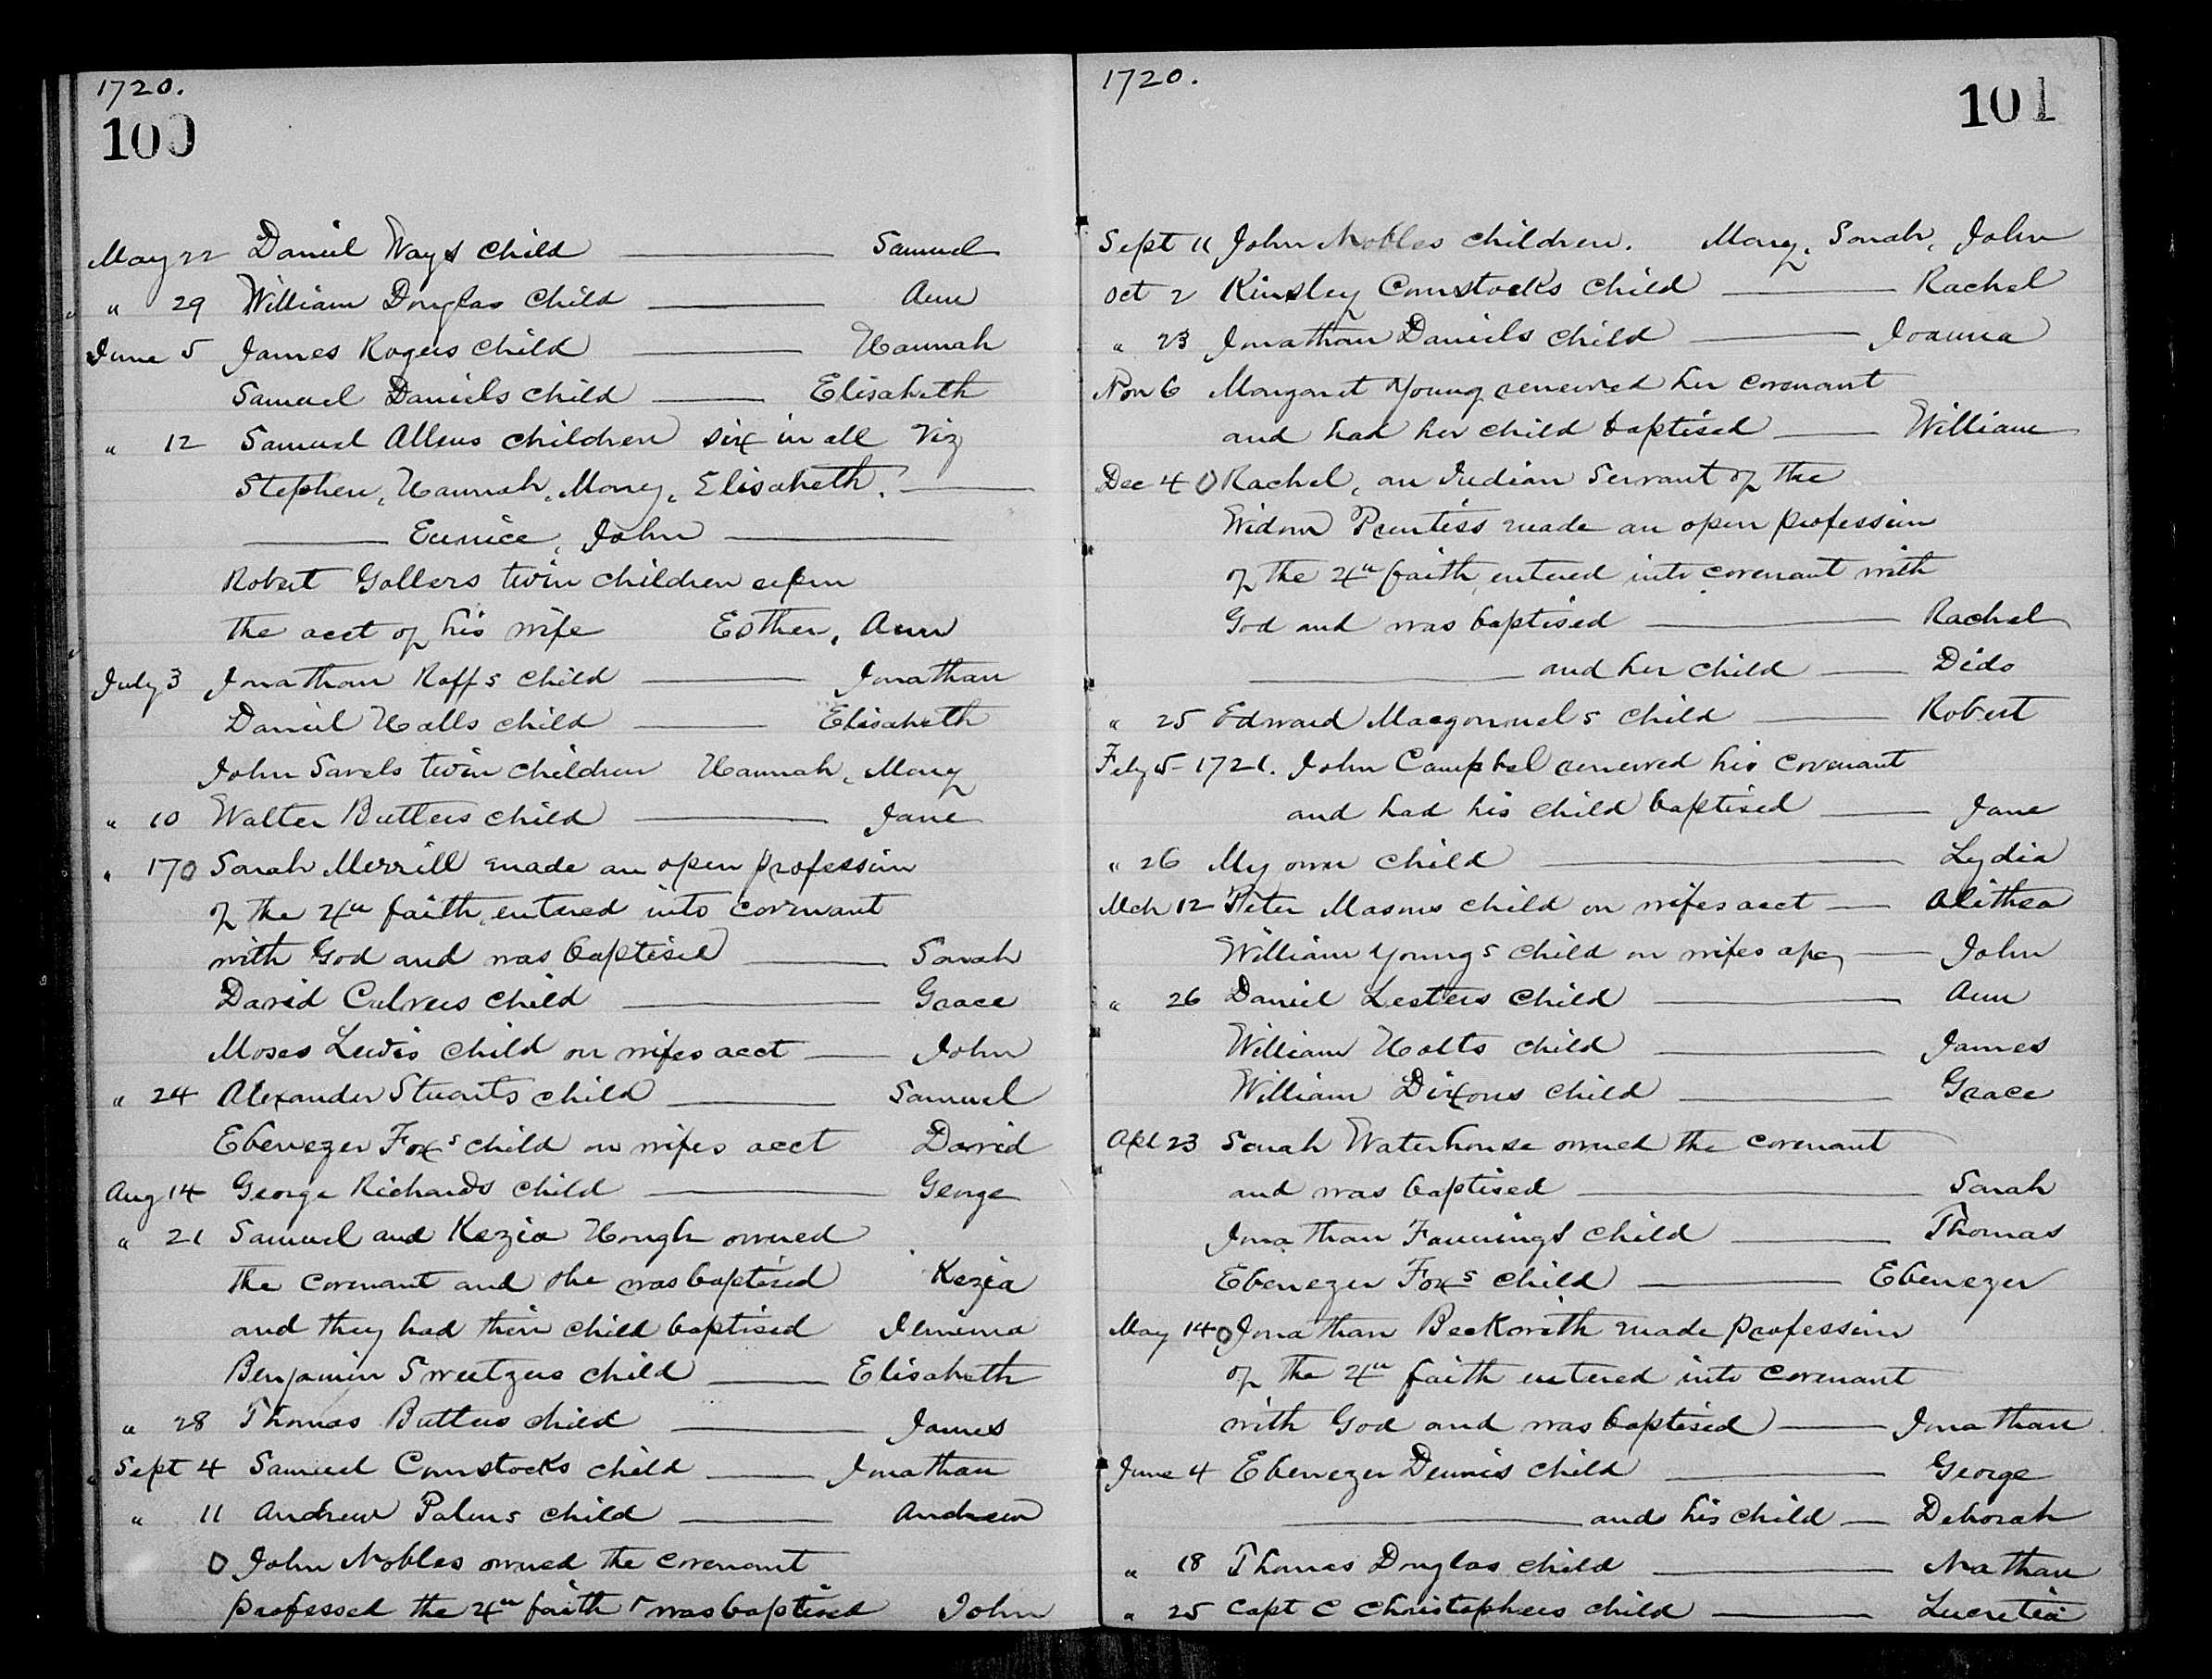 1720.
100
May 22 Daniel Ways child Samuel
" 29 William Douglas child Ann
June 5 James Rogers child Hannah
Samuel Daniels child Elisabeth
" 12 Samuel Allens children six in all viz
Stephen, Hannah, Mary, Elisabeth,
Eunice, John
Robert Gallers twin children upon
the acct of his wife Esther, Ann
July 3 Jonathan Roffs child Jonathan
Daniel Halls child Elisabeth
John Savels twin children Hannah, Mary
" 10 Walter Butlers child Jane
" 17 O Sarah Merrill made an open profession
of the Xn faith, entered into covenant
with God and was baptised Sarah
David Culvers child Grace
Moses Lewis child on wifes acct John
" 24 Alexander Stuarts child Samuel
Ebenezer Foxs child on wifes acct David
Aug 14 George Richards child George
" 21 Samuel and Kezia Hough owned
the covenant and she was baptised Kezia
and they had their child baptised Jemima
Benjamin Sweetzers child Elisabeth
" 28 Thomas Butlers child James
Sept 4 Samuel Comstocks child Jonathan
" 11 Andrew Palms child Andrew
O John Nobles owned the covenant
professed the Xn faith & was baptised John
1720.
101
Sept 11 John Nobles children. Mary, Sarah, John
Oct 2 Kinsley Comstocks child Rachel
" 23 Jonathan Daniels child Joanna
Nov 6 Margaret Young renewed her covenant
and had her child baptised William
Dec 4 O Rachel, an Indian Servant of the
Widow Prentiss made an open profession
of the Xn faith, entered into covenant with
God and was baptised Rachel
and her child Dido
" 25 Edward Macgonnuels child Robert
Feby 5 1721. John Campbel renewed his covenant
and had his child baptised Jane
" 26 My own child Lydia
Mch 12 Peter Masons child on wifes acct Alithea
William Youngs child on wifes John
" 26 Daniel Lesters child Ann
William Holts child James
William Dixons child Grace
Apl 23 Sarah Waterhouse owned the covenant
and was baptised Sarah
Jonathan Fannings child Thomas
Ebenezer Foxs child Ebenezer
May 14 O Jonathan Beckwith made profession
of the Xn faith entered into covenant
with God and was baptised Jonathan
June 4 Ebenezer Dennis child George
and his child Deborah
" 18 Thomas Douglas child Nathan
" 25 Capt C Christophers child Lucretia